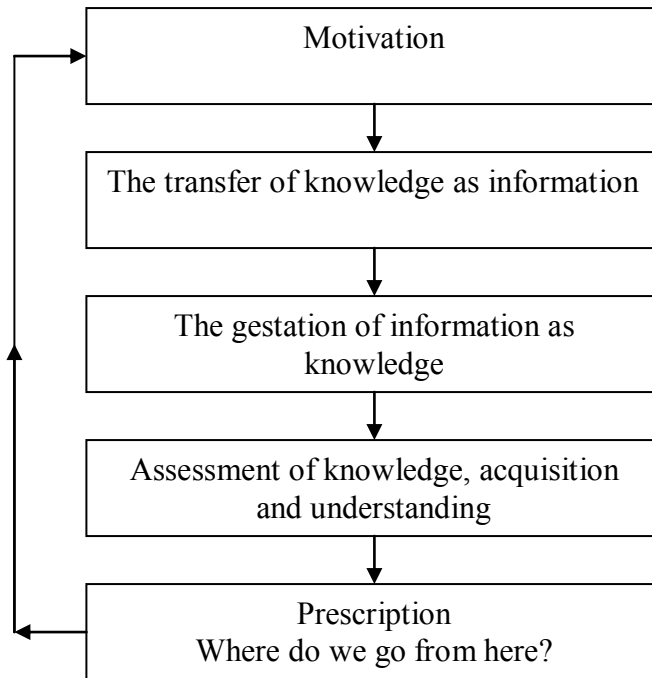 Motivation
The transfer of knowledge as information
The gestation of information as
knowledge
Assessment of knowledge, acquisition
and understanding
Prescription
Where do we go from here?